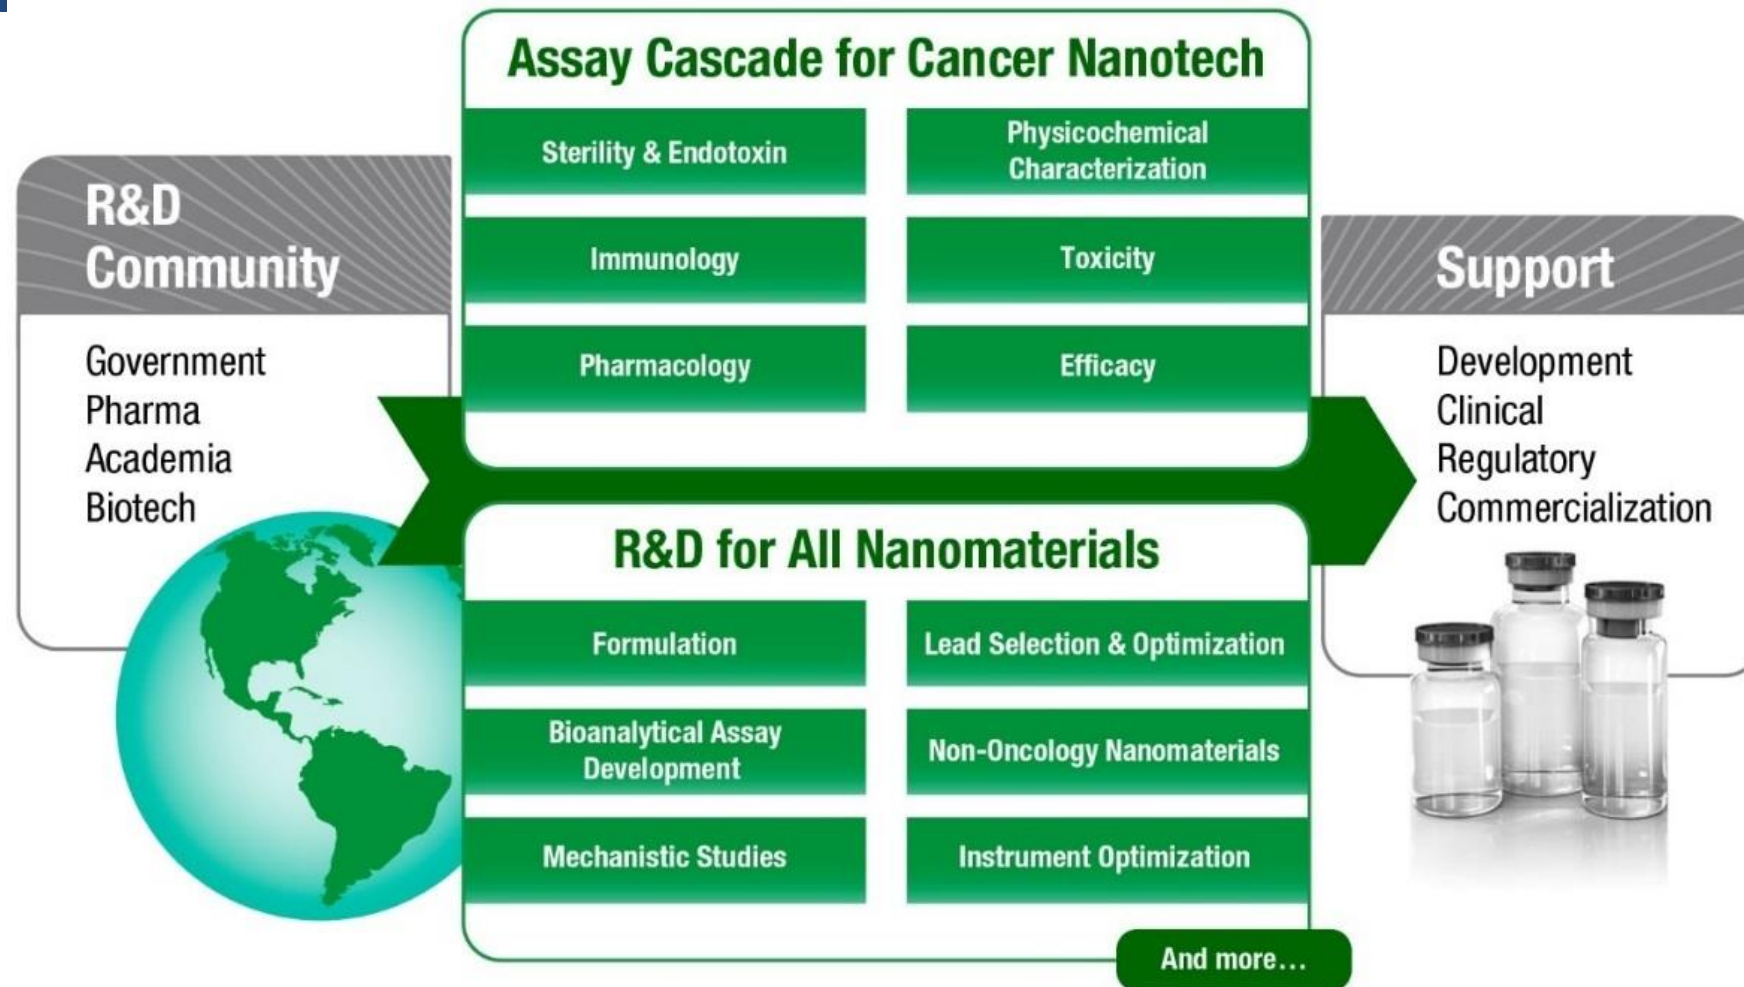 Assay Cascade for Cancer Nanotech
Sterility & Endotoxin
Physicochemical
Characterization
Immunology
Toxicity
Pharmacology
Efficacy
R&D
Community
Government
Pharma
Academia
Biotech
R&D for All Nanomaterials
Formulation
Lead Selection & Optimization
Bioanalytical Assay
Development
Non-Oncology Nanomaterials
Mechanistic Studies
Instrument Optimization
And more...
Support
Development
Clinical
Regulatory
Commercialization